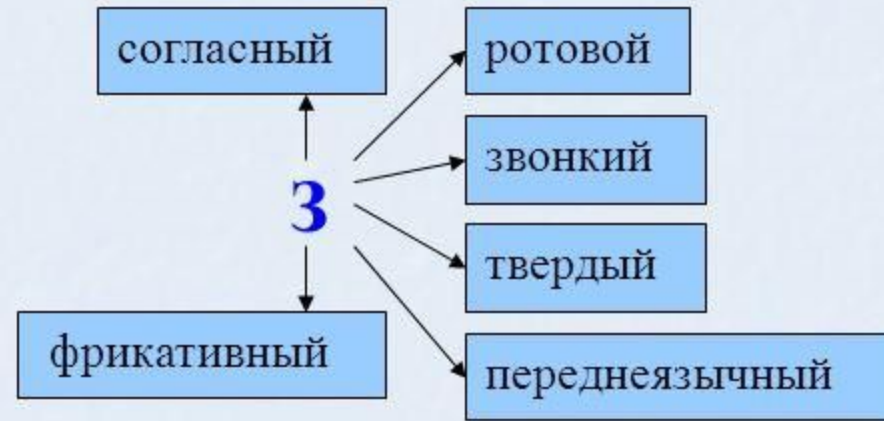 согласный
ротовой
звонкий
З
твердый
фрикативный
переднеязычный